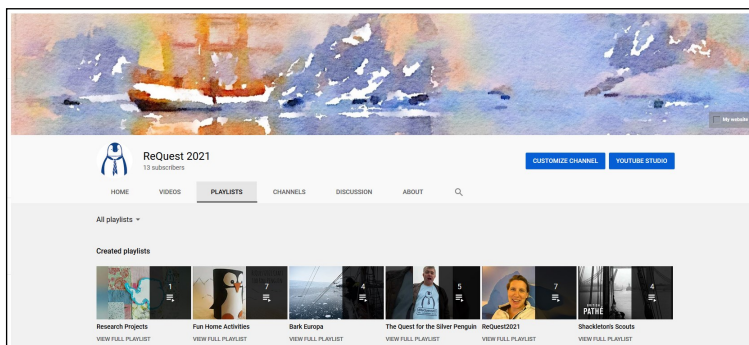 My website
ReQuest 2021
13 subscribers
CUSTOMIZE CHANNEL
YOUTUBE STUDIO
HOME VIDEOS PLAYLISTS CHANNELS DISCUSSION ABOUT
All playlists
Created playlists
1 7 4 5 7 4
BRITISH
PATHÉ
Research Projects Fun Home Activities Bark Europa The Quest for the Silver Penguin ReQuest2021 Shackleton's Scouts
VIEW FULL PLAYLIST VIEW FULL PLAYLIST VIEW FULL PLAYLIST VIEW FULL PLAYLIST VIEW FULL PLAYLIST VIEW FULL PLAYLIST